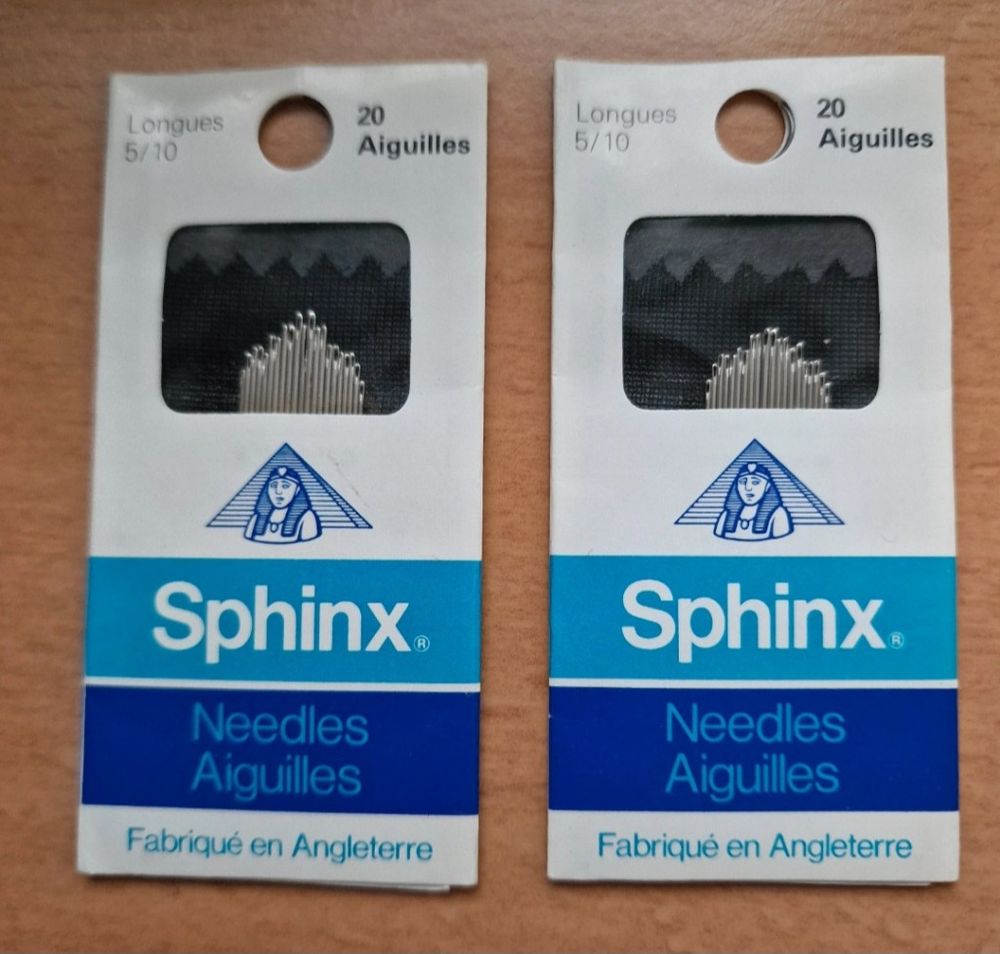 Longues
5/10
20
Aiguilles
Sphinx®
Needles
Aiguilles
Fabriqué en Angleterre
Longues
5/10
20
Aiguilles
Sphinx®
Needles
Aiguilles
Fabriqué en Angleterre